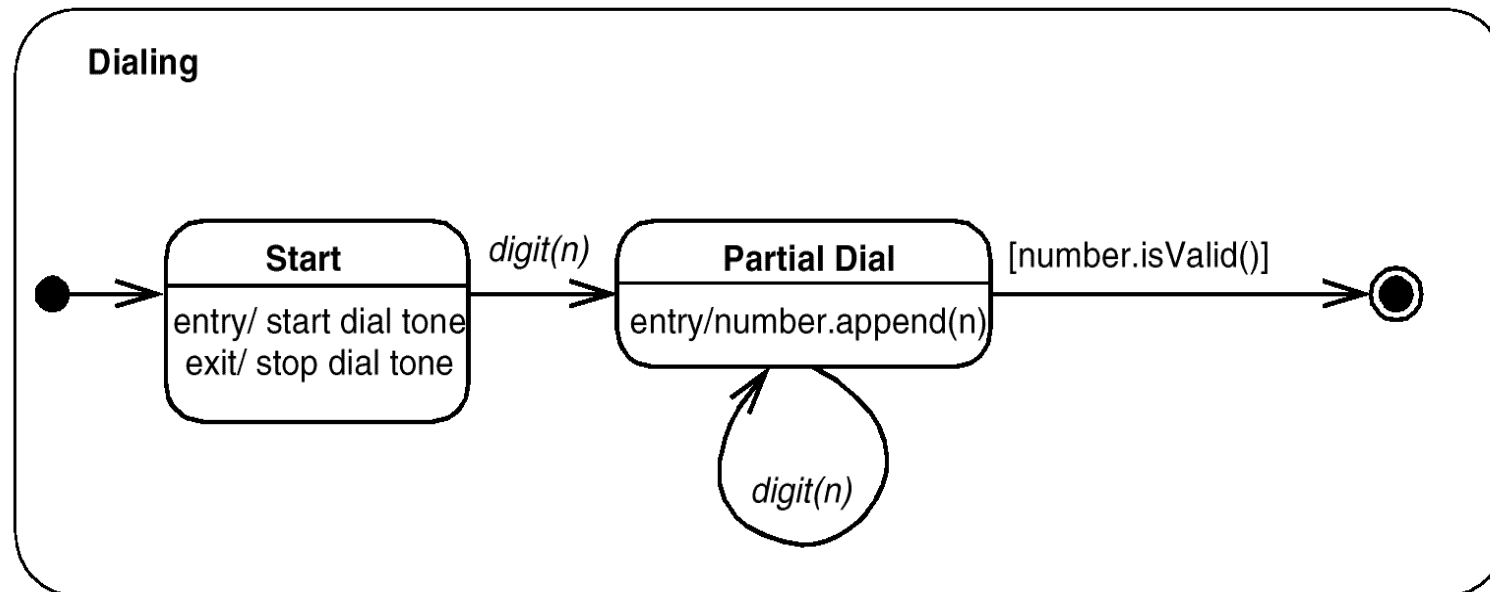 Dialing
Start
entry/ start dial tone
exit/ stop dial tone
digit(n)
Partial Dial
entry/number.append(n)
digit(n)
[number.isValid()]